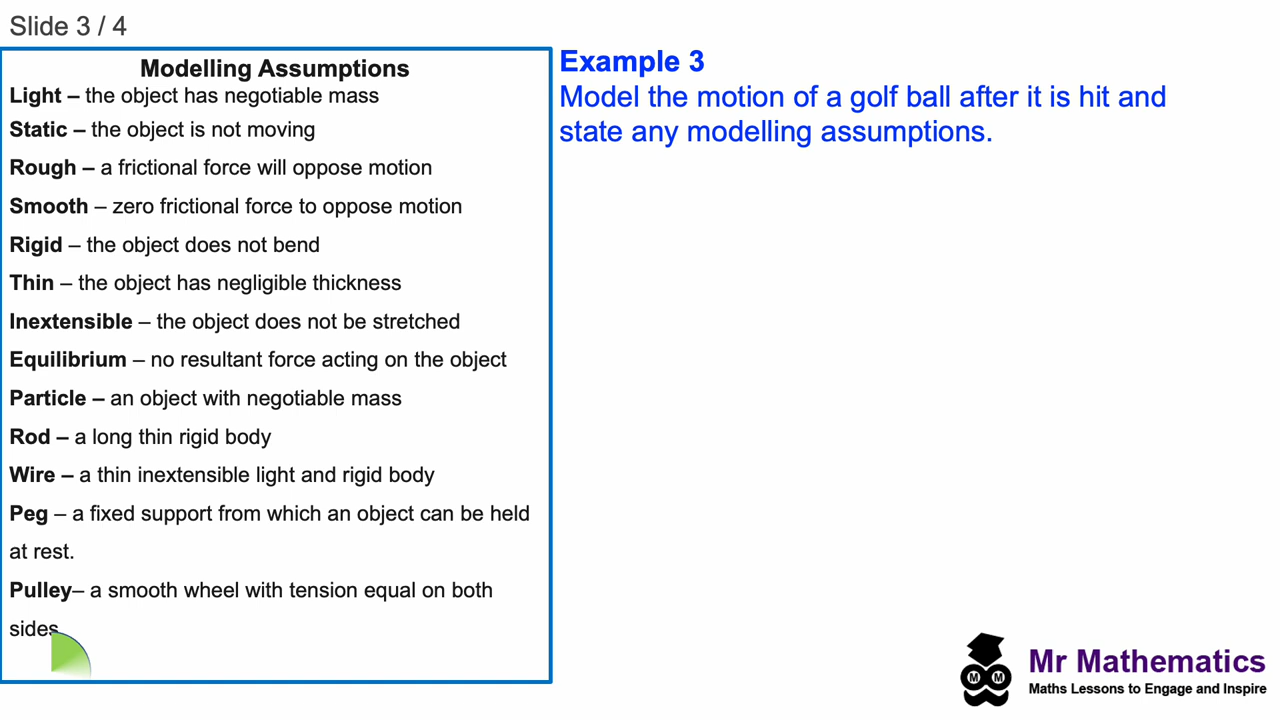 Slide 3 / 4
Modelling Assumptions
Light – the object has negotiable mass
Static – the object is not moving
Rough – a frictional force will oppose motion
Smooth – zero frictional force to oppose motion
Rigid – the object does not bend
Thin – the object has negligible thickness
Inextensible – the object does not be stretched
Equilibrium – no resultant force acting on the object
Particle – an object with negotiable mass
Rod – a long thin rigid body
Wire – a thin inextensible light and rigid body
Peg – a fixed support from which an object can be held
at rest.
Pulley– a smooth wheel with tension equal on both
sides
Example 3
Model the motion of a golf ball after it is hit and
state any modelling assumptions.
M M
Mr Mathematics
Maths Lessons to Engage and Inspire